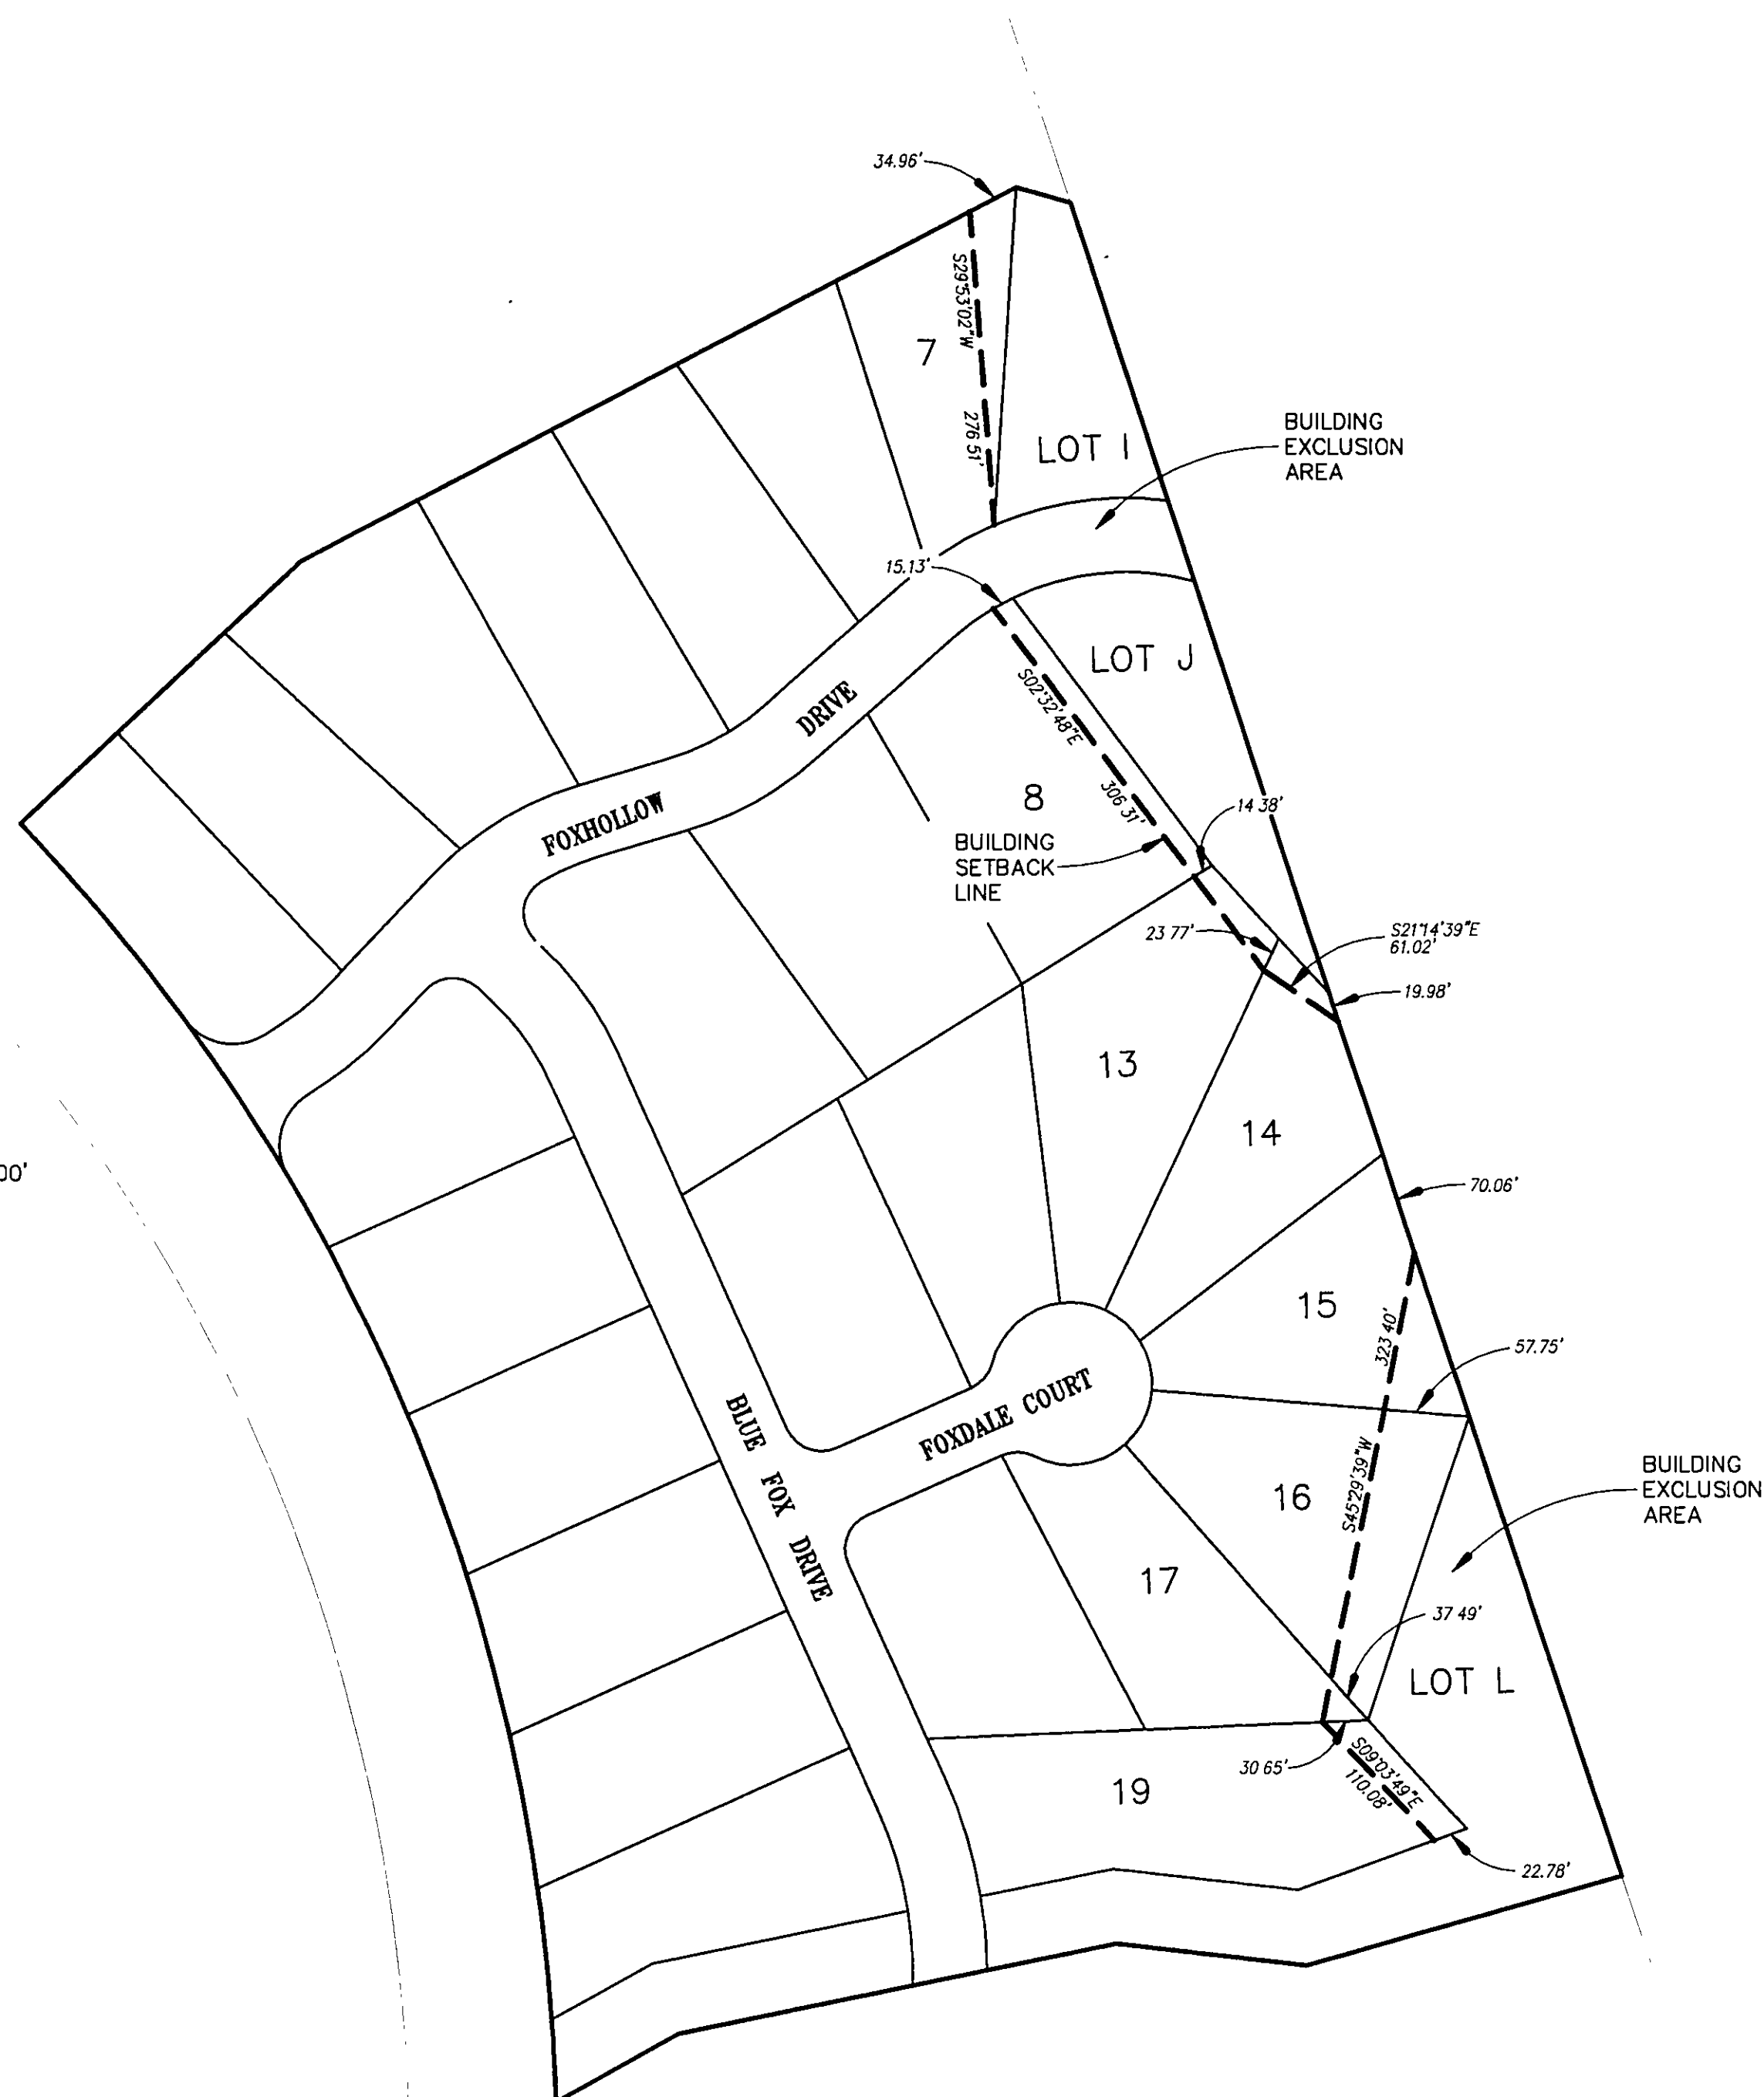 34.96'
S29°53'02"W
276 51'
7
LOT I
BUILDING
EXCLUSION
AREA
15.13'
LOT J
S02°32'48"E
306 31'
DRIVE
FOXHOLLOW
8
14 38'
BUILDING
SETBACK
LINE
23 77'
S21°14'39"E
61.02'
19.98'
13
14
00'
70.06'
15
323 40'
57.75'
FOXDALE COURT
BLUE FOX DRIVE
S45°29'39"W
16
BUILDING
EXCLUSION
AREA
17
37 49'
LOT L
30 65'
S09°03'49"E
110.08'
19
22.78'